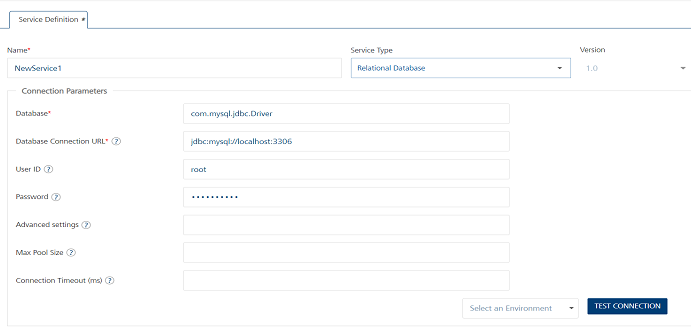 Service Definition *
Name* Service Type Version
NewService1 Relational Database 1.0
Connection Parameters
Database* com.mysql.jdbc.Driver
Database Connection URL* ? jdbc:mysql://localhost:3306
User ID ? root
Password ? ••••••••••
Advanced settings ?
Max Pool Size ?
Connection Timeout (ms) ?
Select an Environment TEST CONNECTION